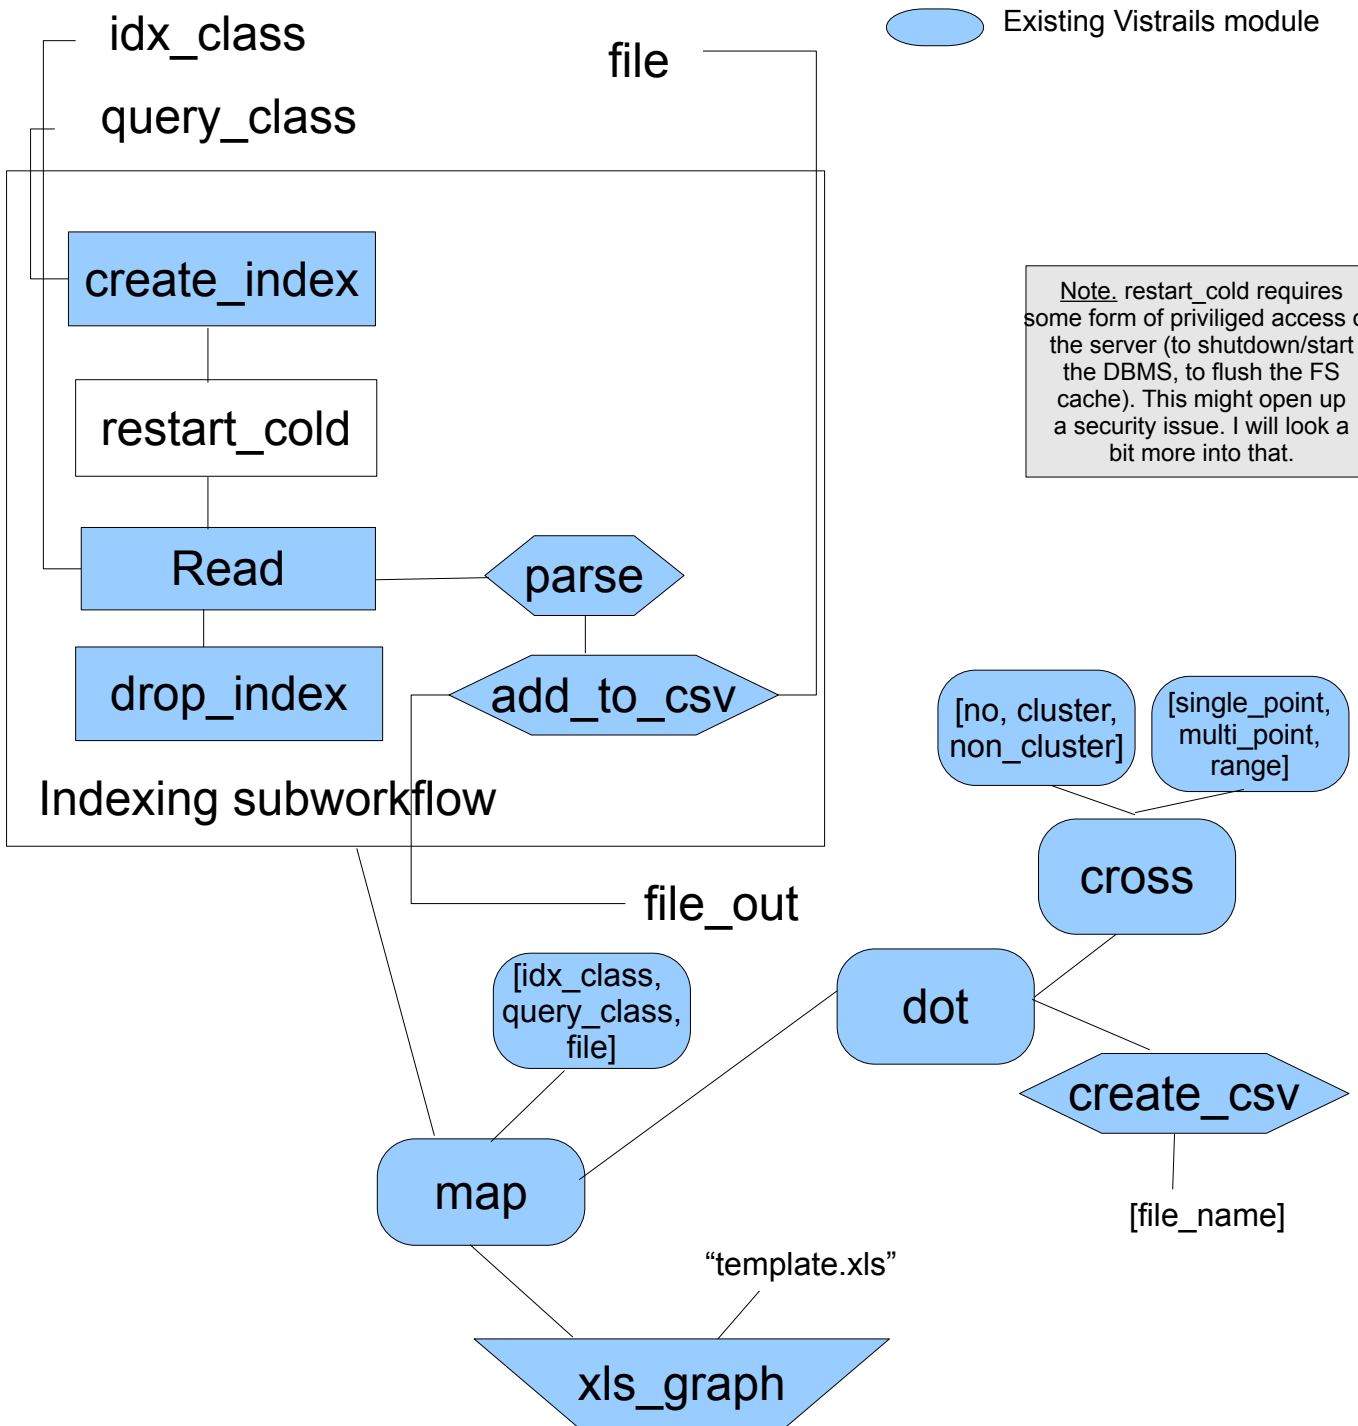 idx_class
file
Existing Vistrails module
query_class
create_index
Note. restart_cold requires
some form of priviliged access
the server (to shutdown/start
the DBMS, to flush the FS
cache). This might open up
a security issue. I will look a
bit more into that.
restart_cold
Read
parse
drop_index
add_to_csv
[no, cluster,
non_cluster]
[single_point,
multi_point,
range]
Indexing subworkflow
cross
file_out
[idx_class,
query_class,
file]
dot
create_csv
map
[file_name]
“template.xls”
xls_graph